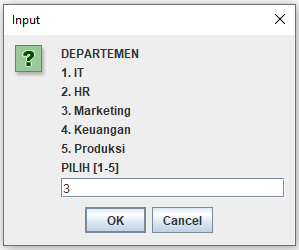 Input
DEPARTEMEN
1. IT
2. HR
3. Marketing
4. Keuangan
5. Produksi
PILIH [1-5]
3
OK Cancel